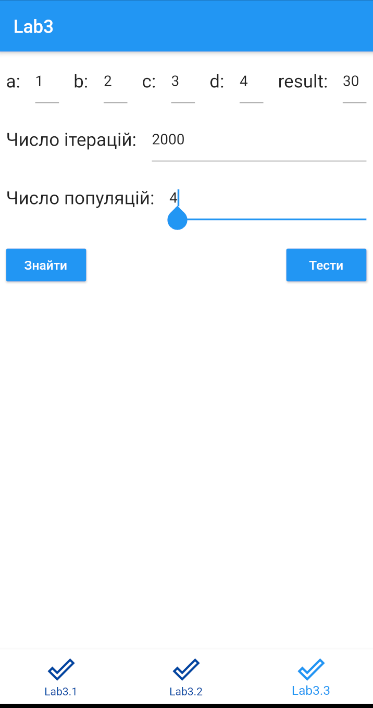 Lab3
a: 1 b: 2 c: 3 d: 4 result: 30
Число ітерацій: 2000
Число популяцій: 4
Знайти Тести
Lab3.1 Lab3.2 Lab3.3